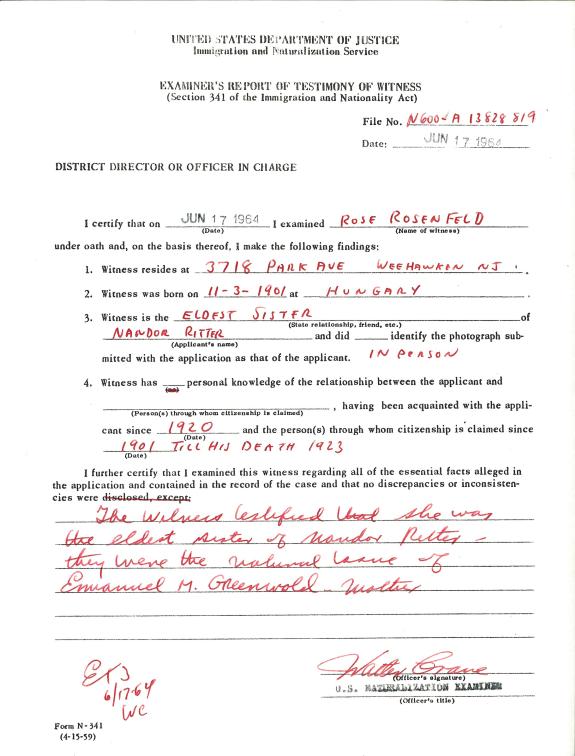 UNITED STATES DEPARTMENT OF JUSTICE
Immigration and Naturalization Service
EXAMINER'S REPORT OF TESTIMONY OF WITNESS
(Section 341 of the Immigration and Nationality Act)
File No. N600-A 13828 819
Date: JUN 17 1964
DISTRICT DIRECTOR OR OFFICER IN CHARGE
I certify that on JUN 17 1964 I examined ROSE ROSENFELD
(Date) (Name of witness)
under oath and, on the basis thereof, I make the following findings:
1. Witness resides at 3718 PARK AVE WEEHAWKEN NJ.
2. Witness was born on 11-3-1901 at HUNGARY
3. Witness is the ELDEST SISTER of
(State relationship, friend, etc.)
NANDOR RITTER and did identify the photograph sub-
(Applicant's name)
mitted with the application as that of the applicant. IN PERSON
4. Witness has personal knowledge of the relationship between the applicant and
(no)
, having been acquainted with the appli-
(Person(s) through whom citizenship is claimed)
cant since 1920 and the person(s) through whom citizenship is claimed since
(Date)
1901 TILL HIS DEATH 1923
(Date)
I further certify that I examined this witness regarding all of the essential facts alleged in
the application and contained in the record of the case and that no discrepancies or inconsisten-
cies were disclosed, except:
The Witness testified that she was
the eldest sister of Nandor Ritter -
they were the natural issue of
Emanuel M. Greenwold - Mother
Walter Crane
(Officer's signature)
U.S. NATURALIZATION EXAMINER
(Officer's title)
6/17/64
WC
Form N-341
(4-15-59)